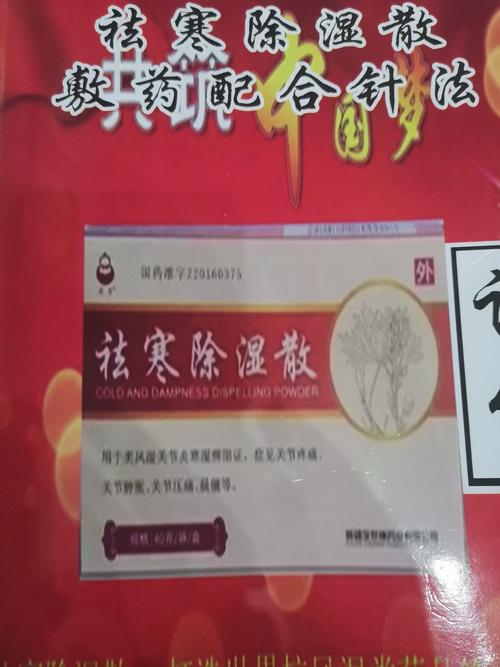 祛寒除湿散
敷药配合针法
共筑中国梦
国药准字Z20160375
外
祛寒除湿散
COLD AND DAMPNESS DISPELLING POWDER
用于类风湿关节炎寒湿痹阻证，症见关节疼痛、
关节肿胀、关节压痛、晨僵等。
规格：40克/袋/盒